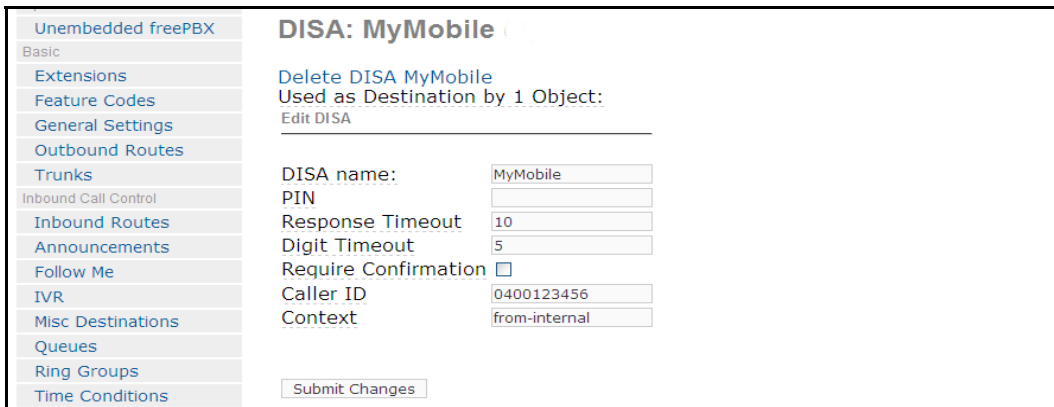 Unembedded freePBX
Basic
Extensions
Feature Codes
General Settings
Outbound Routes
Trunks
Inbound Call Control
Inbound Routes
Announcements
Follow Me
IVR
Misc Destinations
Queues
Ring Groups
Time Conditions
DISA: MyMobile
Delete DISA MyMobile
Used as Destination by 1 Object:
Edit DISA
DISA name: MyMobile
PIN
Response Timeout 10
Digit Timeout 5
Require Confirmation
Caller ID 0400123456
Context from-internal
Submit Changes